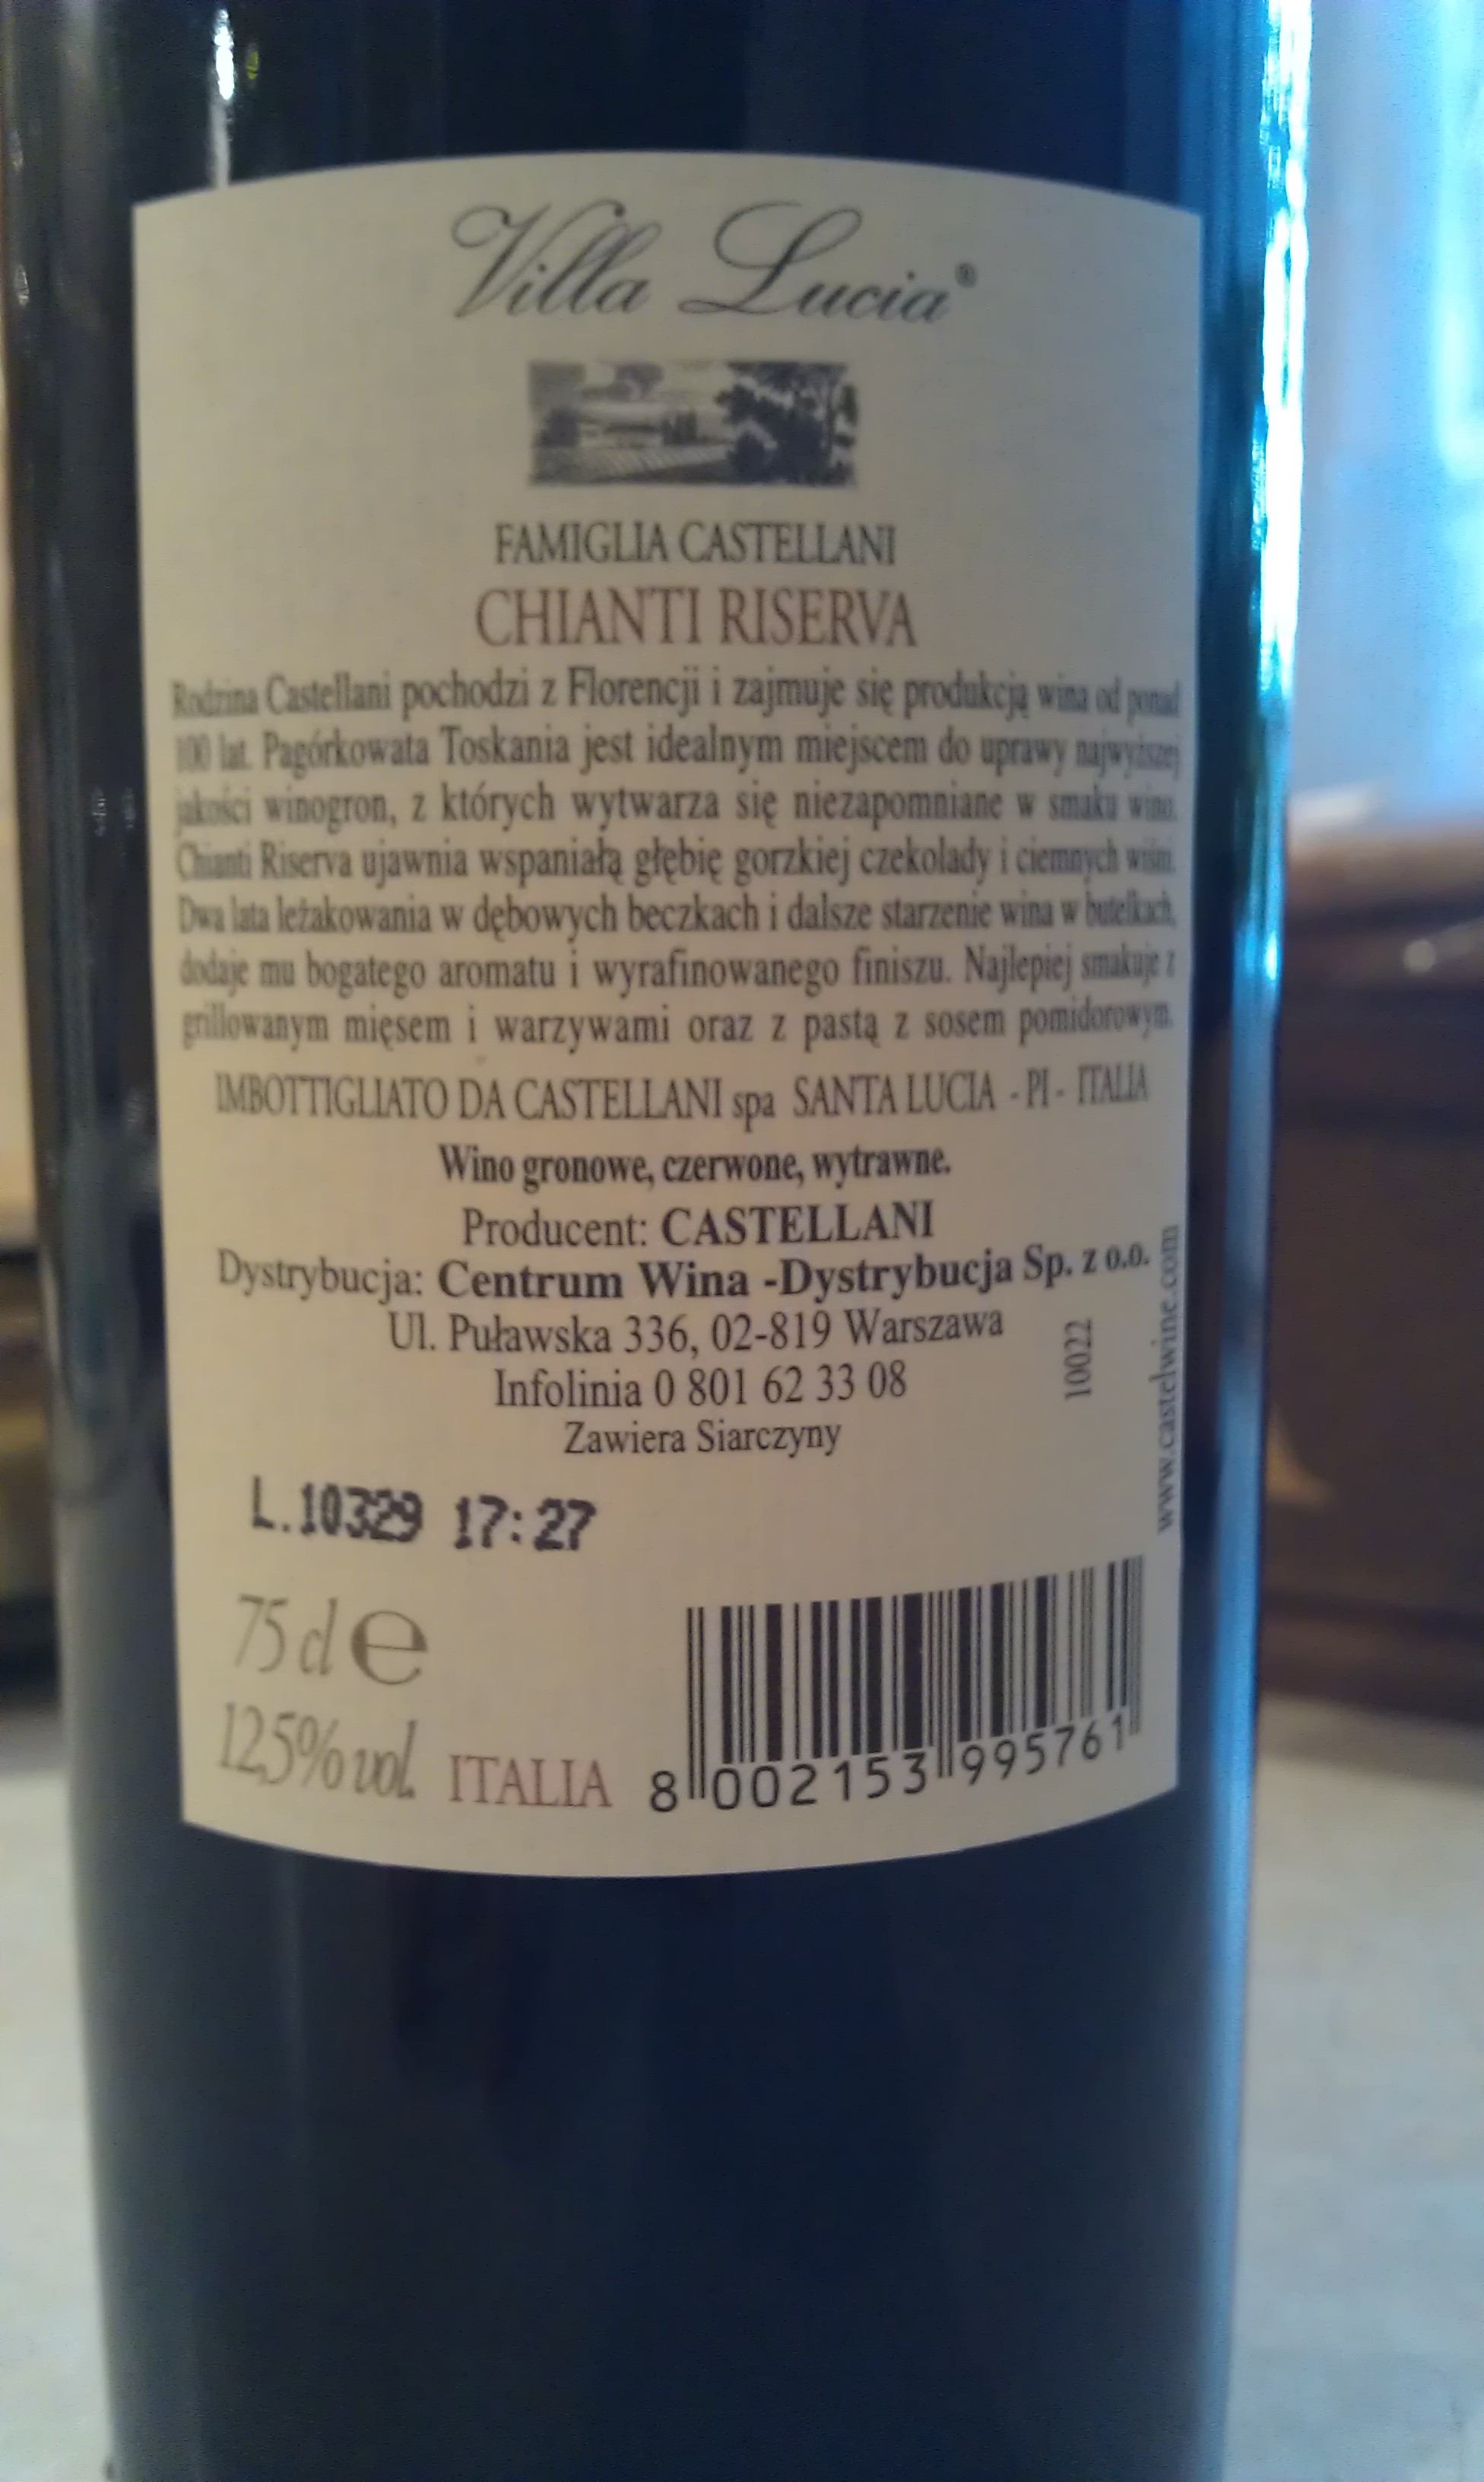 Villa Lucia®
FAMIGLIA CASTELLANI
CHIANTI RISERVA
Rodzina Castellani pochodzi z Florencji i zajmuje się produkcją wina od ponad
100 lat. Pagórkowata Toskania jest idealnym miejscem do uprawy najwyższej
jakości winogron, z których wytwarza się niezapomniane w smaku wino.
Chianti Riserva ujawnia wspaniałą głębię gorzkiej czekolady i ciemnych wiśni.
Dwa lata leżakowania w dębowych beczkach i dalsze starzenie wina w butelkach,
dodaje mu bogatego aromatu i wyrafinowanego finiszu. Najlepiej smakuje z
grillowanym mięsem i warzywami oraz z pastą z sosem pomidorowym.
IMBOTTIGLIATO DA CASTELLANI spa SANTA LUCIA - PI - ITALIA
Wino gronowe, czerwone, wytrawne.
Producent: CASTELLANI
Dystrybucja: Centrum Wina -Dystrybucja Sp. z o.o.
Ul. Puławska 336, 02-819 Warszawa
Infolinia 0 801 62 33 08
Zawiera Siarczyny
10022
www.castelwine.com
L.10329 17:27
75 cl e
12,5% vol. ITALIA
8 002153 995761